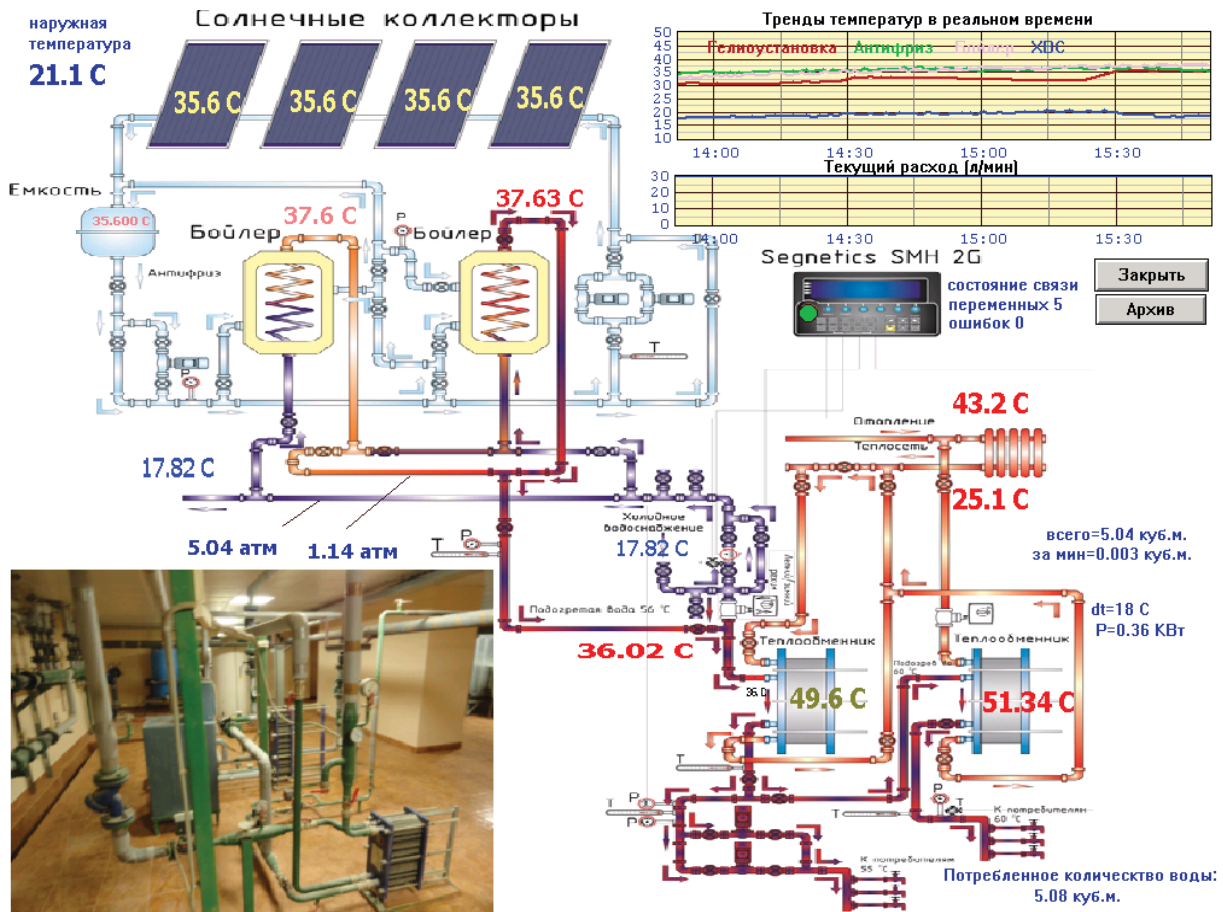 Солнечные коллекторы
наружная
температура
21.1 C
35.6 C
35.6 C
35.6 C
35.6 C
Тренды температур в реальном времени
50
45
40
35
30
25
20
15
10
Гелиоустановка Антифриз ХВС
14:00 14:30 15:00 15:30
Текущий расход (л/мин)
30
20
10
0
14:00 14:30 15:00 15:30
Емкость
35.600 C
Бойлер
37.6 C
P
Бойлер
37.63 C
Антифриз
P
T
Segnetics SMH 2G
состояние связи
переменных 5
ошибок 0
Закрыть
Архив
43.2 C
Отопление
Теплосеть
25.1 C
17.82 C
5.04 атм
1.14 атм
Холодное
водоснабжение
17.82 C
P
T
всего=5.04 куб.м.
за мин=0.003 куб.м.
Подогретая вода 56 °C
36.02 C
dt=18 C
P=0.36 КВт
Теплообменник
Теплообменник
Подогрев до
60 °C
36.0
49.6 C
51.34 C
T
T
P
P
T
P
T
К потребителям
60 °C
К потребителям
55 °C
Потребленное количекство воды:
5.08 куб.м.